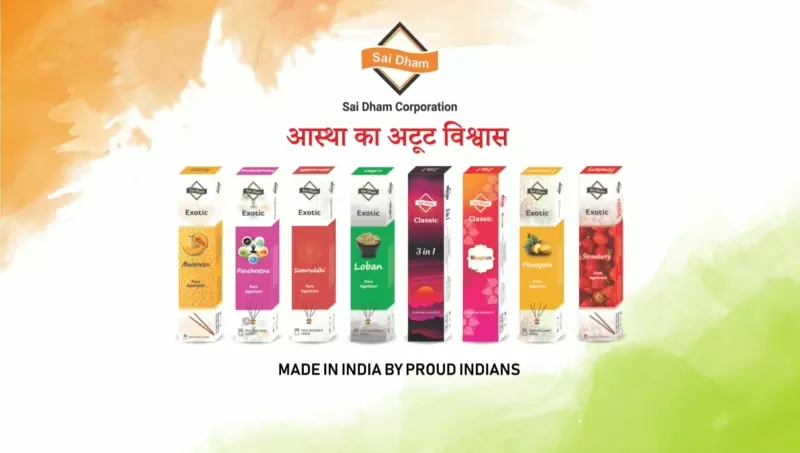 Sai Dham
Sai Dham Corporation
आस्था का अटूट विश्वास
Exotic
Muskmelon
Pure
Agarbatti
Exotic
Panchratna
Pure
Agarbatti
Exotic
Samruddhi
Pure
Agarbatti
Exotic
Loban
Pure
Agarbatti
Classic
3 in 1
Classic
Mogram
Exotic
Pineapple
Pure
Agarbatti
Exotic
Strawberry
Pure
Agarbatti
MADE IN INDIA BY PROUD INDIANS